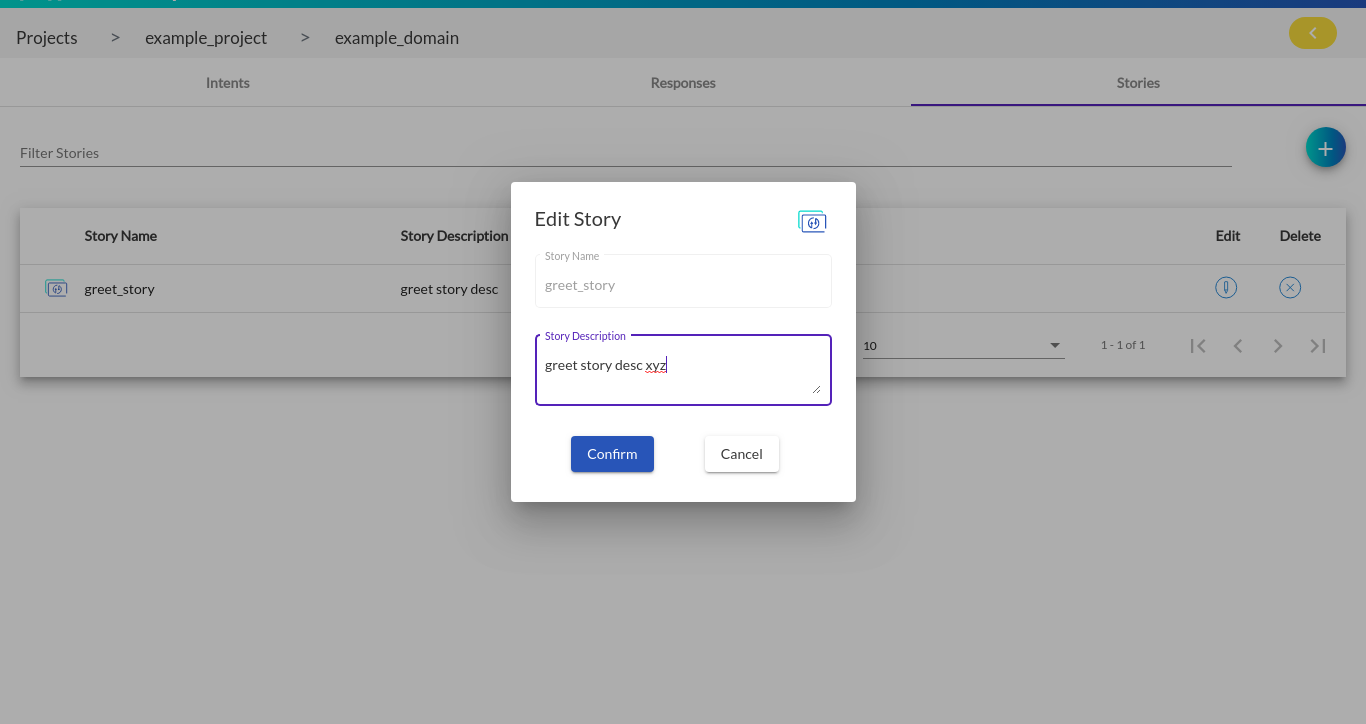 Projects > example_project > example_domain
Intents Responses Stories
Filter Stories
Story Name Story Description Edit Delete
greet_story greet story desc
10 1 - 1 of 1
Edit Story
Story Name
greet_story
Story Description
greet story desc xyz
Confirm Cancel